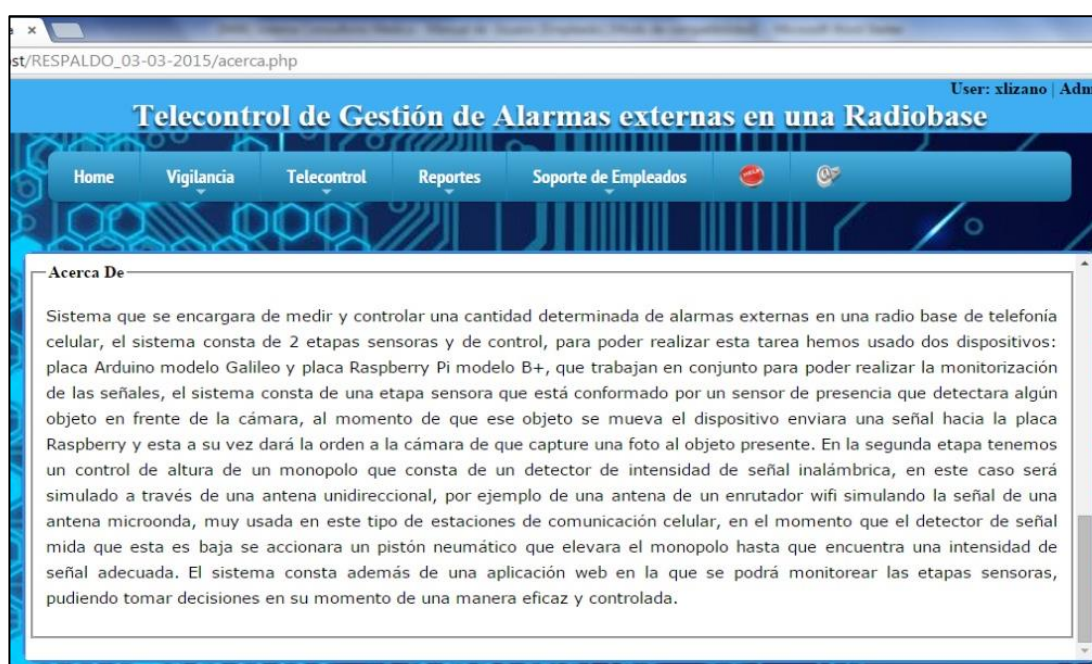 st/RESPALDO_03-03-2015/acerca.php
User: xlizano | Adm
Telecontrol de Gestión de Alarmas externas en una Radiobase
Home Vigilancia Telecontrol Reportes Soporte de Empleados
Acerca De
Sistema que se encargara de medir y controlar una cantidad determinada de alarmas externas en una radio base de telefonía
celular, el sistema consta de 2 etapas sensoras y de control, para poder realizar esta tarea hemos usado dos dispositivos:
placa Arduino modelo Galileo y placa Raspberry Pi modelo B+, que trabajan en conjunto para poder realizar la monitorización
de las señales, el sistema consta de una etapa sensora que está conformado por un sensor de presencia que detectara algún
objeto en frente de la cámara, al momento de que ese objeto se mueva el dispositivo enviara una señal hacia la placa
Raspberry y esta a su vez dará la orden a la cámara de que capture una foto al objeto presente. En la segunda etapa tenemos
un control de altura de un monopolo que consta de un detector de intensidad de señal inalámbrica, en este caso será
simulado a través de una antena unidireccional, por ejemplo de una antena de un enrutador wifi simulando la señal de una
antena microonda, muy usada en este tipo de estaciones de comunicación celular, en el momento que el detector de señal
mida que esta es baja se accionara un pistón neumático que elevara el monopolo hasta que encuentra una intensidad de
señal adecuada. El sistema consta además de una aplicación web en la que se podrá monitorear las etapas sensoras,
pudiendo tomar decisiones en su momento de una manera eficaz y controlada.